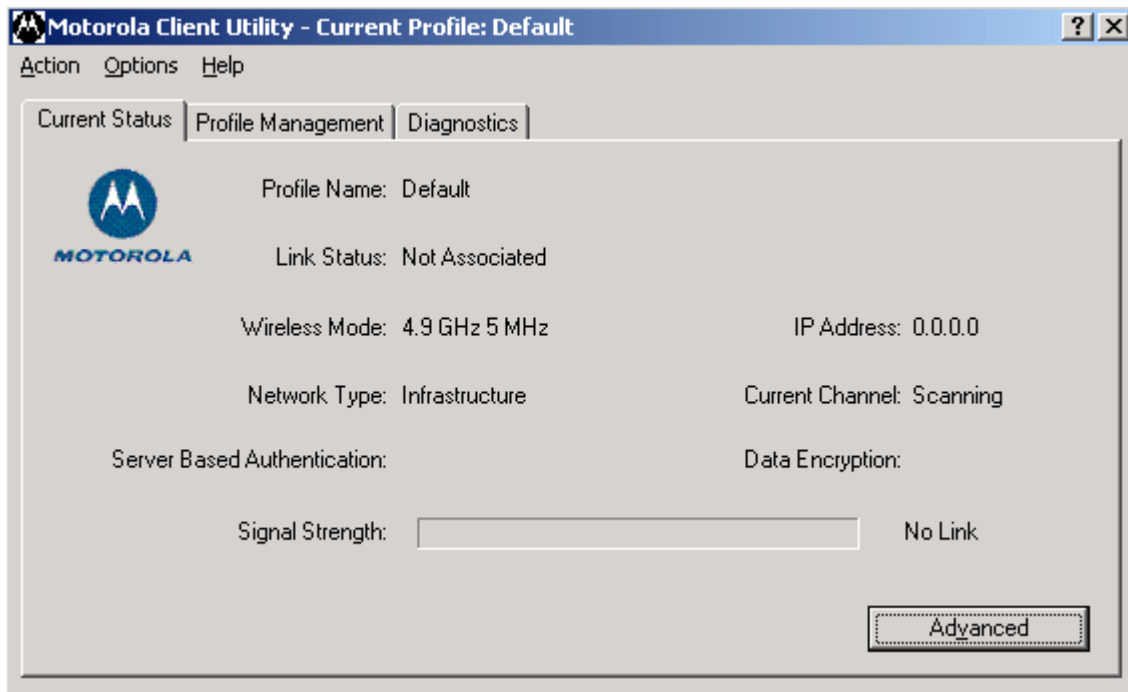 Motorola Client Utility - Current Profile: Default
Action Options Help
Current Status Profile Management Diagnostics
MOTOROLA
Profile Name: Default
Link Status: Not Associated
Wireless Mode: 4.9 GHz 5 MHz IP Address: 0.0.0.0
Network Type: Infrastructure Current Channel: Scanning
Server Based Authentication: Data Encryption:
Signal Strength: No Link
Advanced